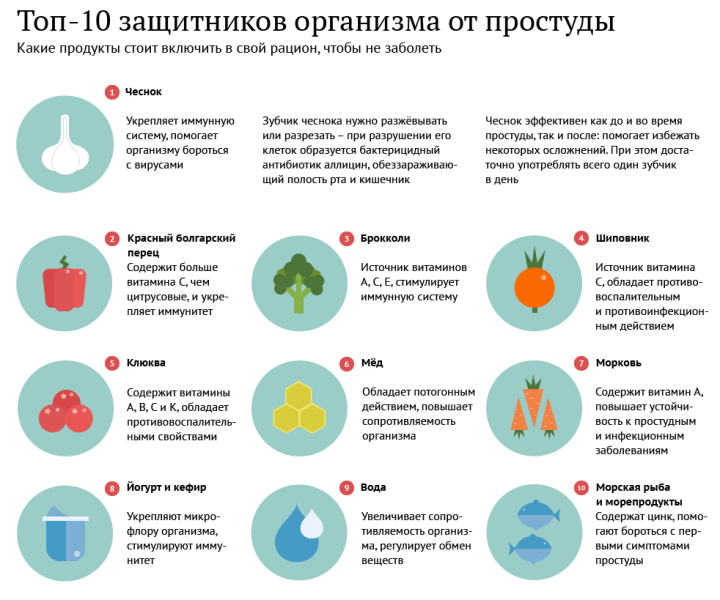 Топ-10 защитников организма от простуды
Какие продукты стоит включить в свой рацион, чтобы не заболеть
1 Чеснок
Укрепляет иммунную
систему, помогает
организму бороться
с вирусами
Зубчик чеснока нужно разжёвывать
или разрезать – при разрушении его
клеток образуется бактерицидный
антибиотик аллицин, обеззараживаю-
щий полость рта и кишечник
Чеснок эффективен как до и во время
простуды, так и после: помогает избежать
некоторых осложнений. При этом доста-
точно употреблять всего один зубчик
в день
2 Красный болгарский
перец
Содержит больше
витамина С, чем
цитрусовые, и укре-
пляет иммунитет
3 Брокколи
Источник витаминов
А, С, Е, стимулирует
иммунную систему
4 Шиповник
Источник витамина
С, обладает противо-
воспалительным
и противоинфекцион-
ным действием
5 Клюква
Содержит витамины
А, В, С и К, обладает
противовоспалитель-
ными свойствами
6 Мёд
Обладает потогонным
действием, повышает
сопротивляемость
организма
7 Морковь
Содержит витамин А,
повышает устойчи-
вость к простудным
и инфекционным
заболеваниям
8 Йогурт и кефир
Укрепляют микро-
флору организма,
стимулируют имму-
нитет
9 Вода
Увеличивает сопро-
тивляемость организ-
ма, регулирует обмен
веществ
10 Морская рыба
и морепродукты
Содержат цинк, помо-
гают бороться с пер-
выми симптомами
простуды